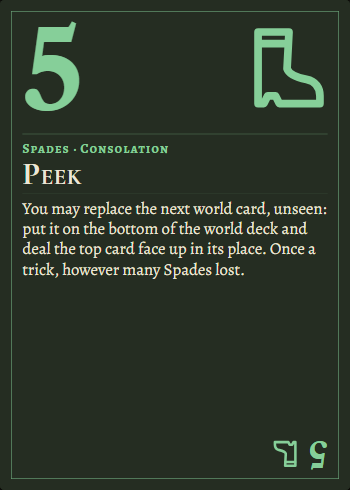 5
Spades · Consolation
Peek
You may replace the next world card, unseen:
put it on the bottom of the world deck and
deal the top card face up in its place. Once a
trick, however many Spades lost.
5